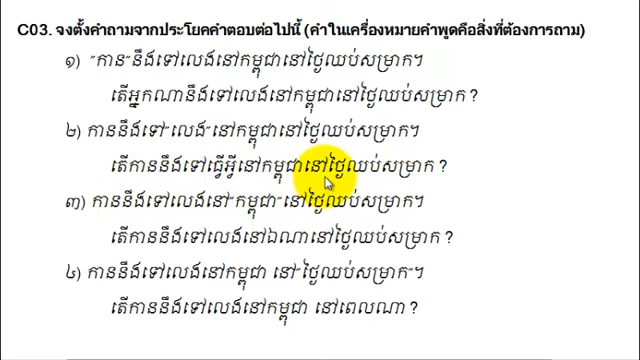 C03. จงตั้งคำถามจากประโยคคำตอบต่อไปนี้ (คำในเครื่องหมายคำพูดคือสิ่งที่ต้องการถาม)
១) "កាន"នឹងទៅលេងនៅកម្ពុជានៅថ្ងៃឈប់សម្រាក។
តើអ្នកណានឹងទៅលេងនៅកម្ពុជានៅថ្ងៃឈប់សម្រាក ?
២) កាននឹងទៅ"លេង"នៅកម្ពុជានៅថ្ងៃឈប់សម្រាក។
តើកាននឹងទៅធ្វើអ្វីនៅកម្ពុជានៅថ្ងៃឈប់សម្រាក ?
៣) កាននឹងទៅលេងនៅ"កម្ពុជា"នៅថ្ងៃឈប់សម្រាក។
តើកាននឹងទៅលេងនៅឯណានៅថ្ងៃឈប់សម្រាក ?
៤) កាននឹងទៅលេងនៅកម្ពុជា នៅ"ថ្ងៃឈប់សម្រាក"។
តើកាននឹងទៅលេងនៅកម្ពុជា នៅពេលណា ?